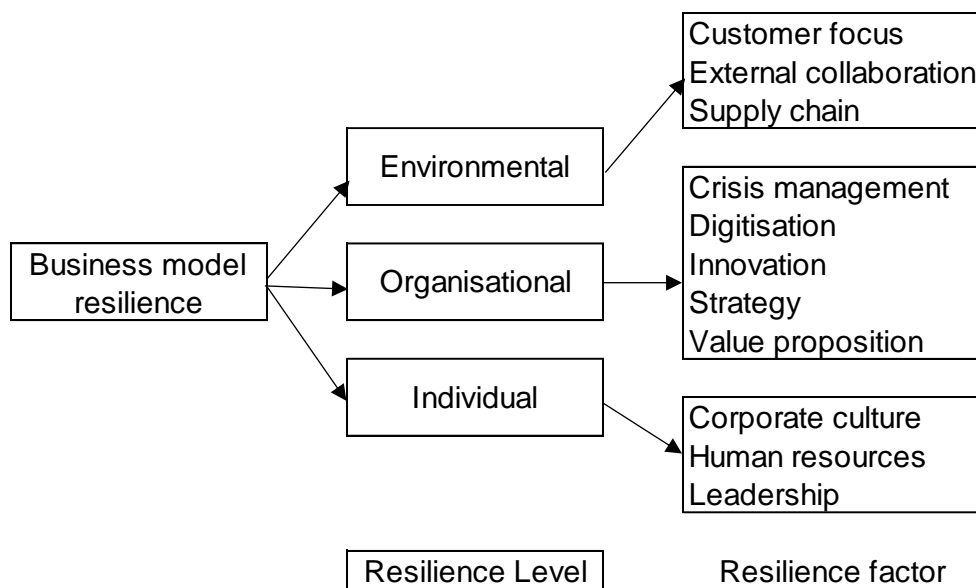 Business model
resilience
Environmental
Organisational
Individual
Customer focus
External collaboration
Supply chain
Crisis management
Digitisation
Innovation
Strategy
Value proposition
Corporate culture
Human resources
Leadership
Resilience Level
Resilience factor